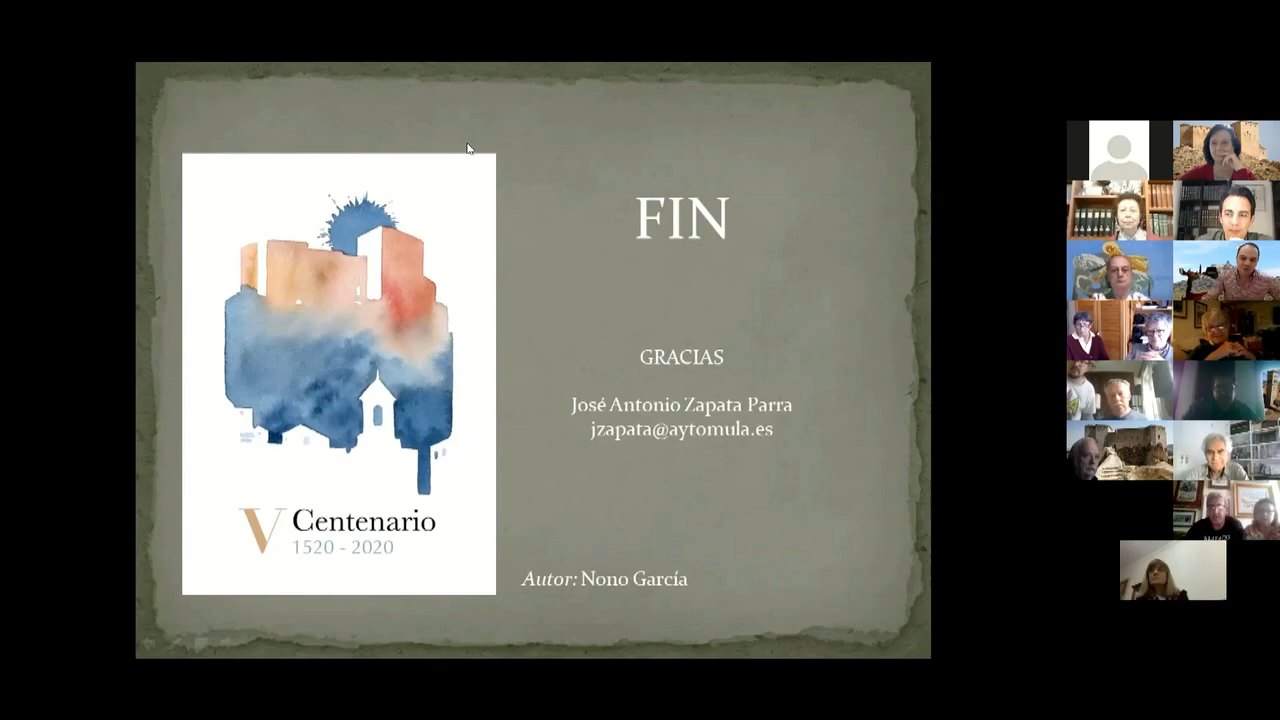 FIN
GRACIAS
José Antonio Zapata Parra
jzapata@aytomula.es
V Centenario
1520 - 2020
Autor: Nono García